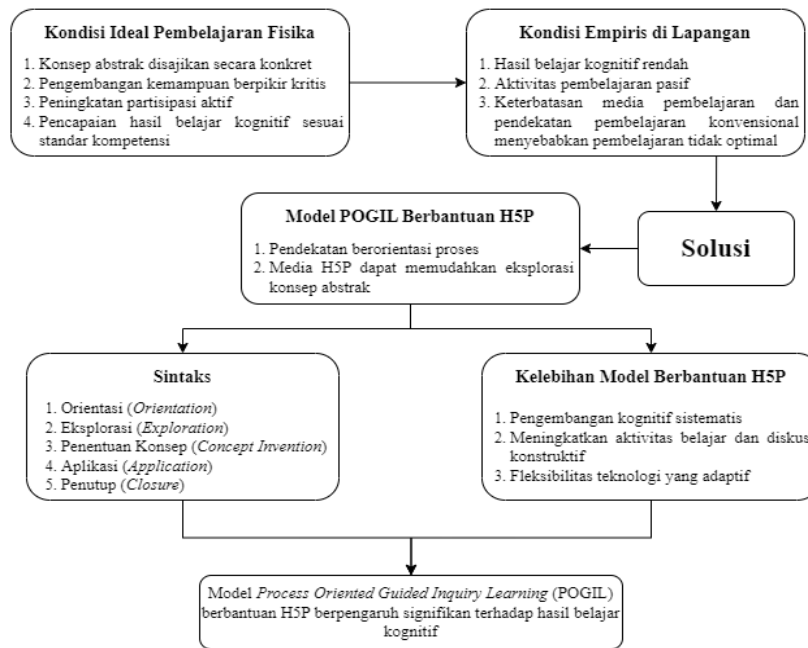 Kondisi Ideal Pembelajaran Fisika
1. Konsep abstrak disajikan secara konkret
2. Pengembangan kemampuan berpikir kritis
3. Peningkatan partisipasi aktif
4. Pencapaian hasil belajar kognitif sesuai
standar kompetensi
Kondisi Empiris di Lapangan
1. Hasil belajar kognitif rendah
2. Aktivitas pembelajaran pasif
3. Keterbatasan media pembelajaran dan
pendekatan pembelajaran konvensional
menyebabkan pembelajaran tidak optimal
Solusi
Model POGIL Berbantuan H5P
1. Pendekatan berorientasi proses
2. Media H5P dapat memudahkan eksplorasi
konsep abstrak
Sintaks
1. Orientasi (Orientation)
2. Eksplorasi (Exploration)
3. Penentuan Konsep (Concept Invention)
4. Aplikasi (Application)
5. Penutup (Closure)
Kelebihan Model Berbantuan H5P
1. Pengembangan kognitif sistematis
2. Meningkatkan aktivitas belajar dan diskus
konstruktif
3. Fleksibilitas teknologi yang adaptif
Model Process Oriented Guided Inquiry Learning (POGIL)
berbantuan H5P berpengaruh signifikan terhadap hasil belajar
kognitif